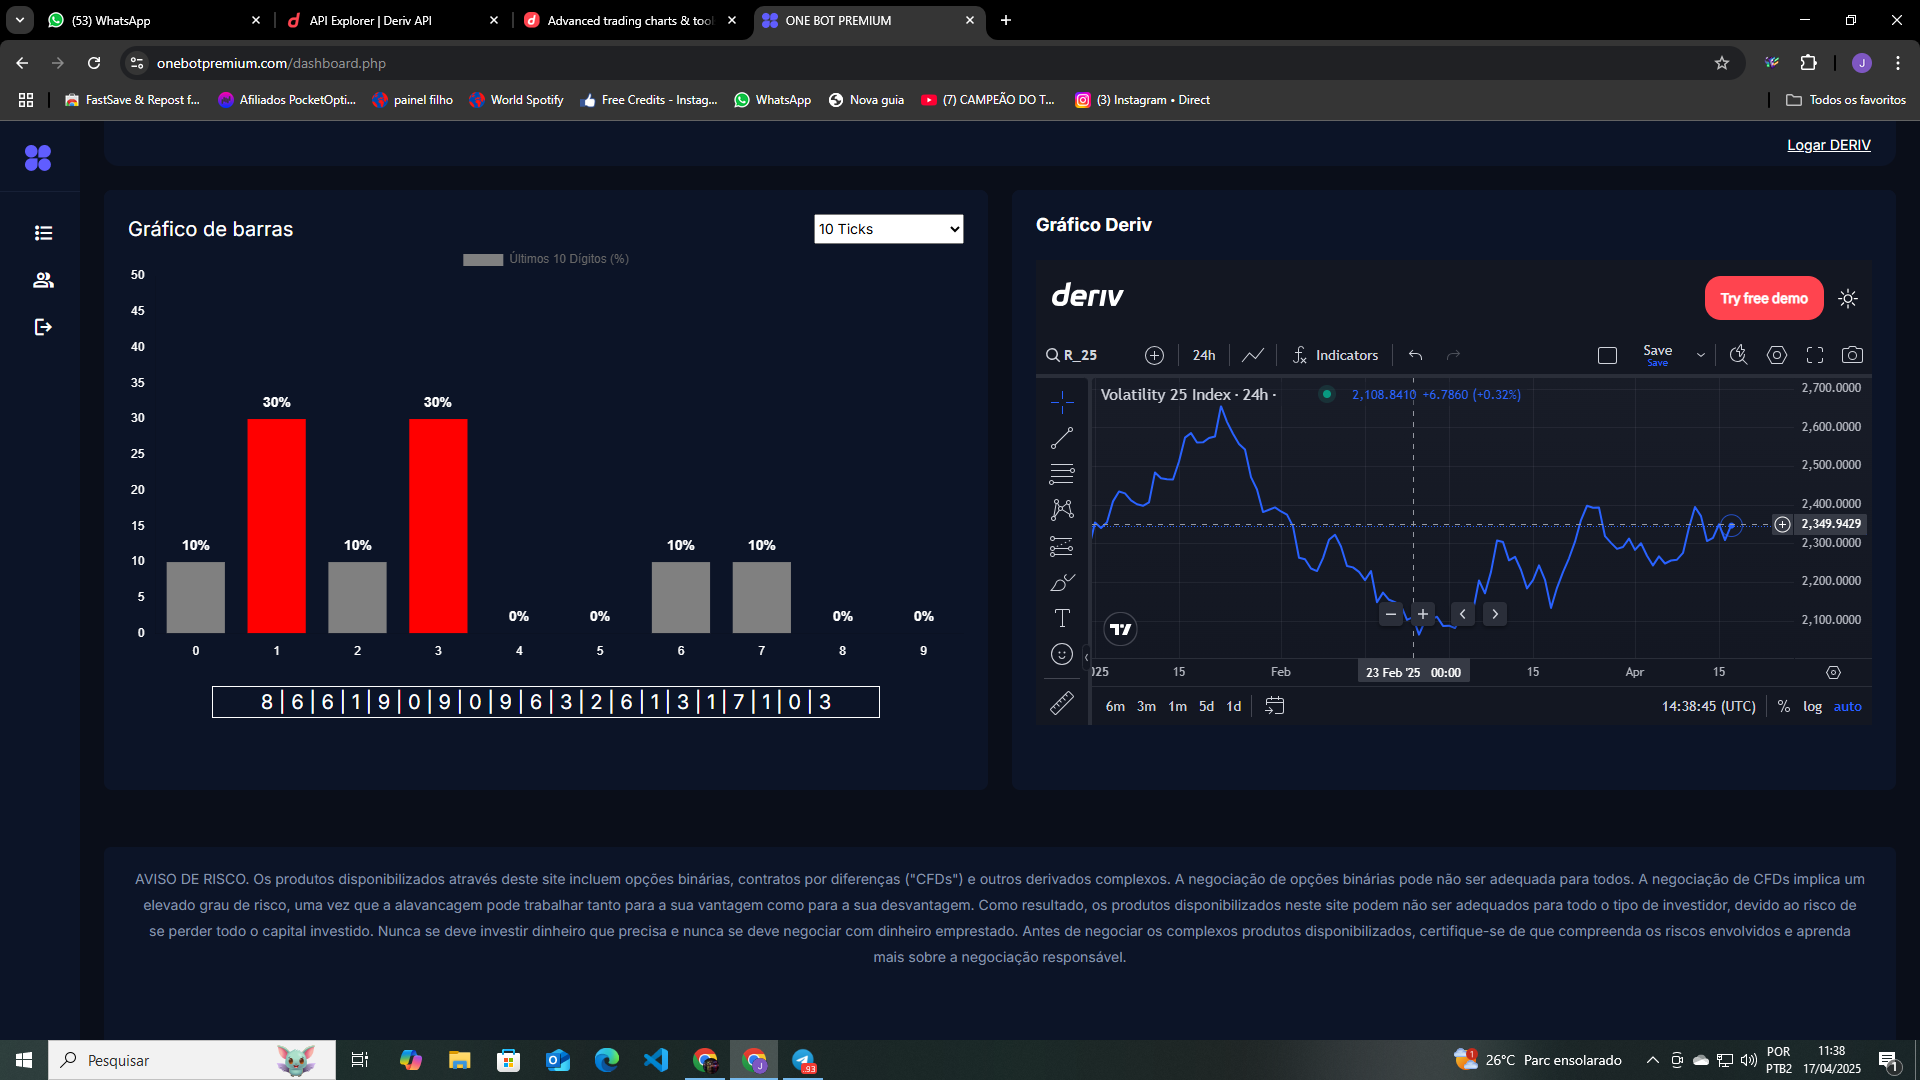 (53) WhatsApp
API Explorer | Deriv API
Advanced trading charts & tool
ONE BOT PREMIUM
onebotpremium.com/dashboard.php
J
FastSave & Repost f...
Afiliados PocketOpti...
painel filho
World Spotify
Free Credits - Instag...
WhatsApp
Nova guia
(7) CAMPEÃO DO T...
(3) Instagram • Direct
Todos os favoritos
Logar DERIV
Gráfico de barras
10 Ticks
Últimos 10 Dígitos (%)
50
45
40
35
30
25
20
15
10
5
0
10%
30%
10%
30%
0%
0%
10%
10%
0%
0%
0 1 2 3 4 5 6 7 8 9
8 | 6 | 6 | 1 | 9 | 0 | 9 | 0 | 9 | 6 | 3 | 2 | 6 | 1 | 3 | 1 | 7 | 1 | 0 | 3
Gráfico Deriv
deriv
Try free demo
R_25
24h
Indicators
Save
Save
Volatility 25 Index · 24h ·
2,108.8410 +6.7860 (+0.32%)
2,700.0000
2,600.0000
2,500.0000
2,400.0000
2,349.9429
2,300.0000
2,200.0000
2,100.0000
025
15
Feb
23 Feb '25 00:00
15
Apr
15
6m 3m 1m 5d 1d
14:38:45 (UTC)
% log auto
AVISO DE RISCO. Os produtos disponibilizados através deste site incluem opções binárias, contratos por diferenças ("CFDs") e outros derivados complexos. A negociação de opções binárias pode não ser adequada para todos. A negociação de CFDs implica um
elevado grau de risco, uma vez que a alavancagem pode trabalhar tanto para a sua vantagem como para a sua desvantagem. Como resultado, os produtos disponibilizados neste site podem não ser adequados para todo o tipo de investidor, devido ao risco de
se perder todo o capital investido. Nunca se deve investir dinheiro que precisa e nunca se deve negociar com dinheiro emprestado. Antes de negociar os complexos produtos disponibilizados, certifique-se de que compreenda os riscos envolvidos e aprenda
mais sobre a negociação responsável.
Pesquisar
93
1
26°C Parc ensolarado
POR
PTB2
11:38
17/04/2025
1